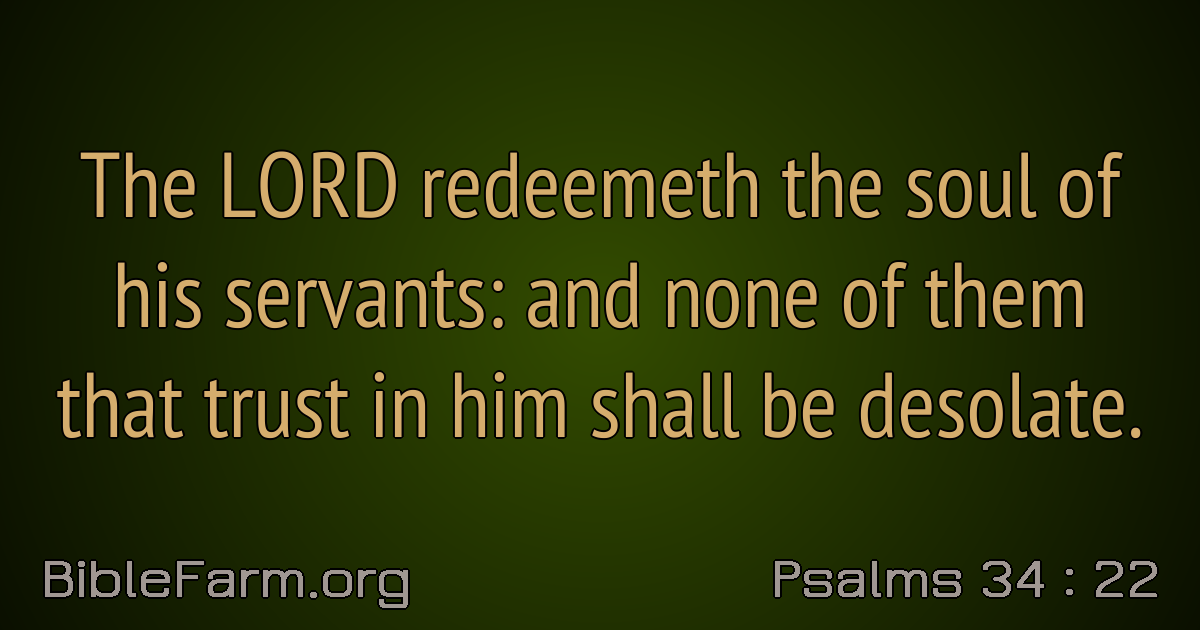 The LORD redeemeth the soul of
his servants: and none of them
that trust in him shall be desolate.
BibleFarm.org
Psalms 34 : 22